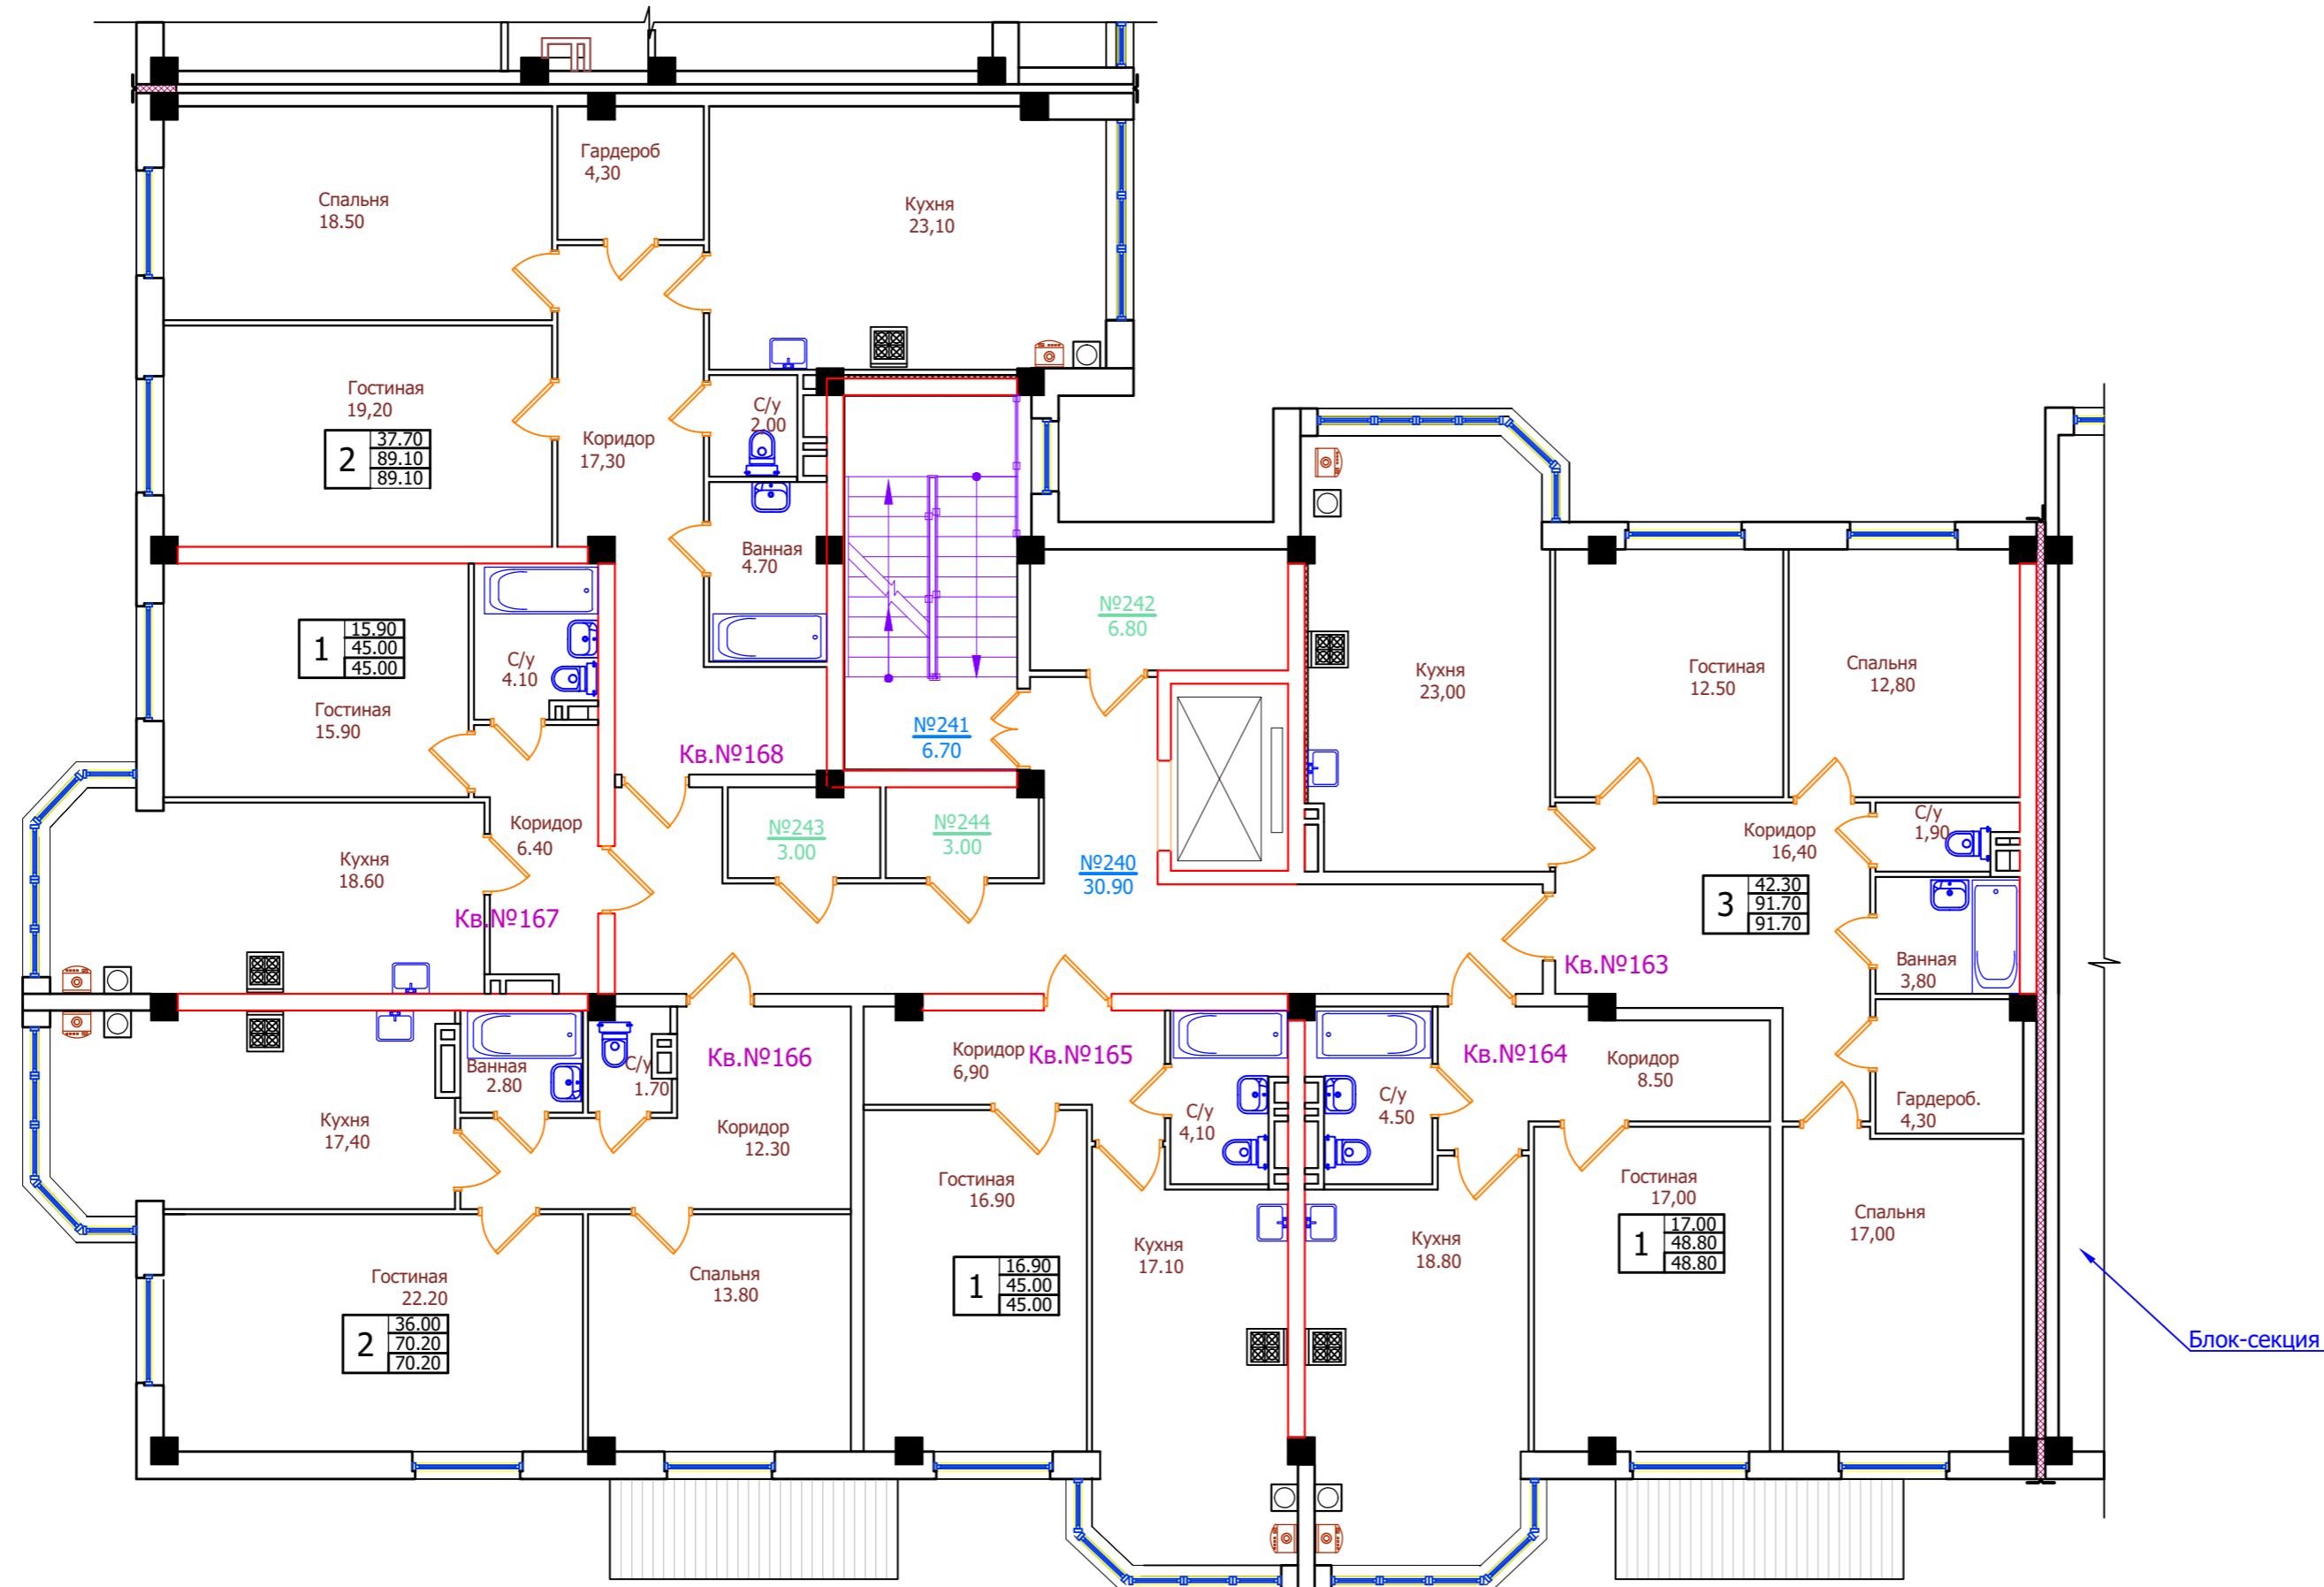 Гардероб
4,30
Спальня
18.50
Кухня
23,10
Гостиная
19,20
2
37.70
89.10
89.10
Коридор
17,30
С/у
2.00
Ванная
4.70
1
15.90
45.00
45.00
С/у
4.10
Гостиная
15.90
Кв.№168
№241
6.70
№242
6.80
Кухня
23,00
Гостиная
12.50
Спальня
12,80
Коридор
6.40
Кухня
18.60
Кв.№167
№243
3.00
№244
3.00
№240
30.90
С/у
1,90
Коридор
16,40
3
42.30
91.70
91.70
Кв.№163
Ванная
3,80
Ванная
2.80
С/у
1.70
Кв.№166
Коридор
6,90
Кв.№165
Кв.№164
Коридор
8.50
Кухня
17,40
Коридор
12.30
С/у
4,10
С/у
4.50
Гардероб.
4,30
Гостиная
16.90
Гостиная
17,00
1
17.00
48.80
48.80
Спальня
17,00
Кухня
17.10
Кухня
18.80
Гостиная
22.20
2
36.00
70.20
70.20
Спальня
13.80
1
16.90
45.00
45.00
Блок-секция